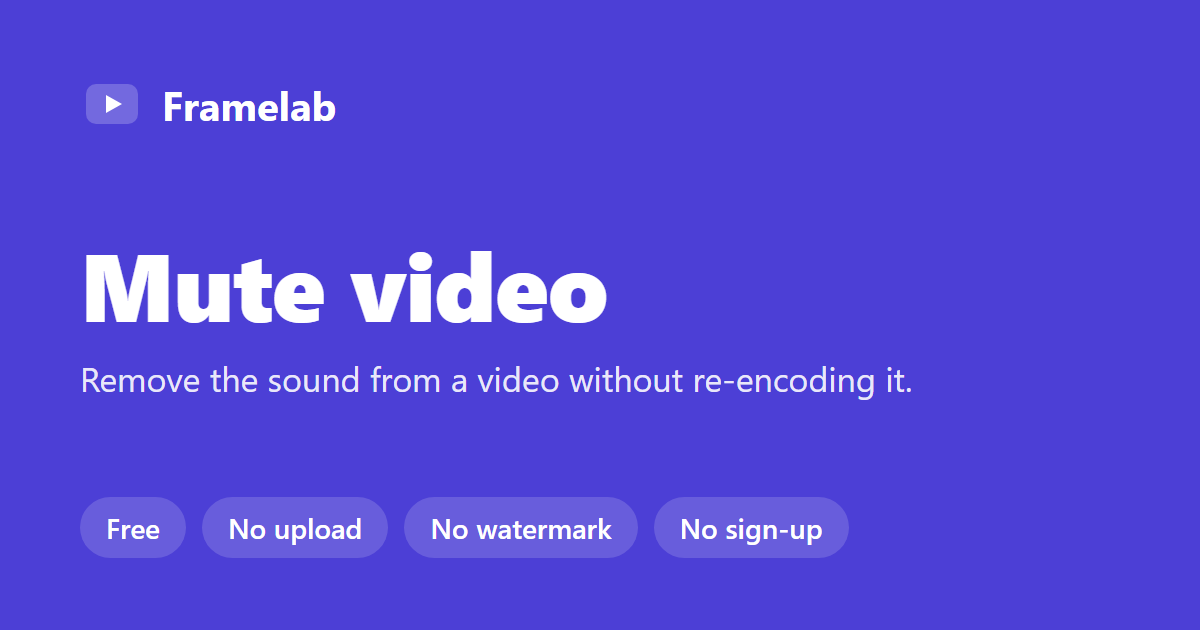 Framelab
Mute video
Remove the sound from a video without re-encoding it.
Free
No upload
No watermark
No sign-up